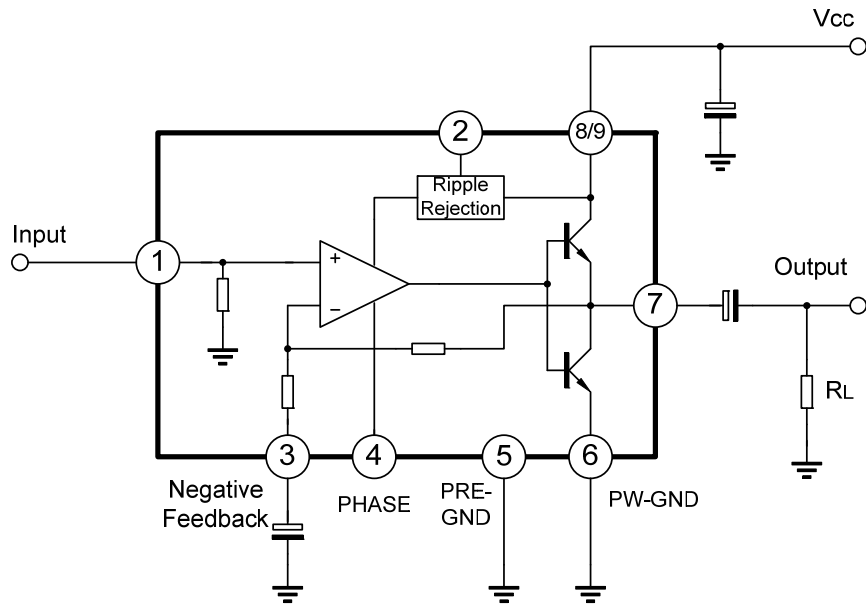 Vcc
2
8/9
Ripple
Rejection
Input
1
+
−
Output
7
RL
3
4
5
6
Negative
Feedback
PHASE
PRE-
GND
PW-GND